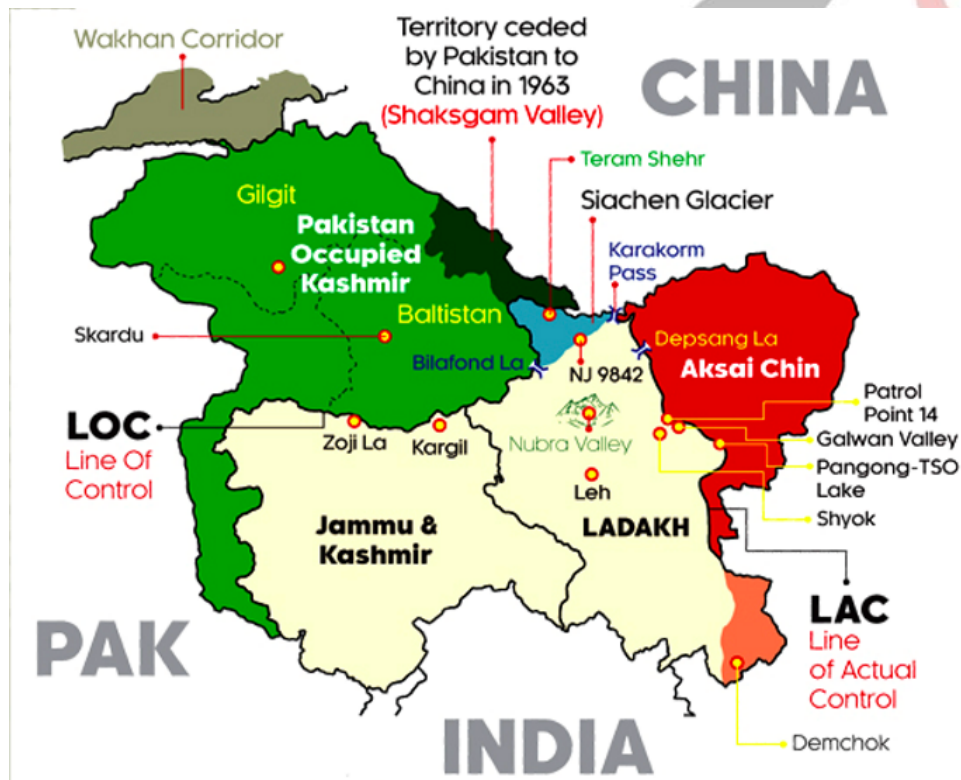 Wakhan Corridor
Territory ceded
by Pakistan to
China in 1963
(Shaksgam Valley)
CHINA
Teram Shehr
Siachen Glacier
Gilgit
Pakistan
Occupied
Kashmir
Karakorm
Pass
Baltistan
Skardu
Bilafond La
NJ 9842
Depsang La
Aksai Chin
Patrol
Point 14
LOC
Line Of
Control
Zoji La
Kargil
Nubra Valley
Galwan Valley
Pangong-TSO
Lake
Leh
Shyok
Jammu &
Kashmir
LADAKH
LAC
Line
of Actual
Control
PAK
INDIA
Demchok